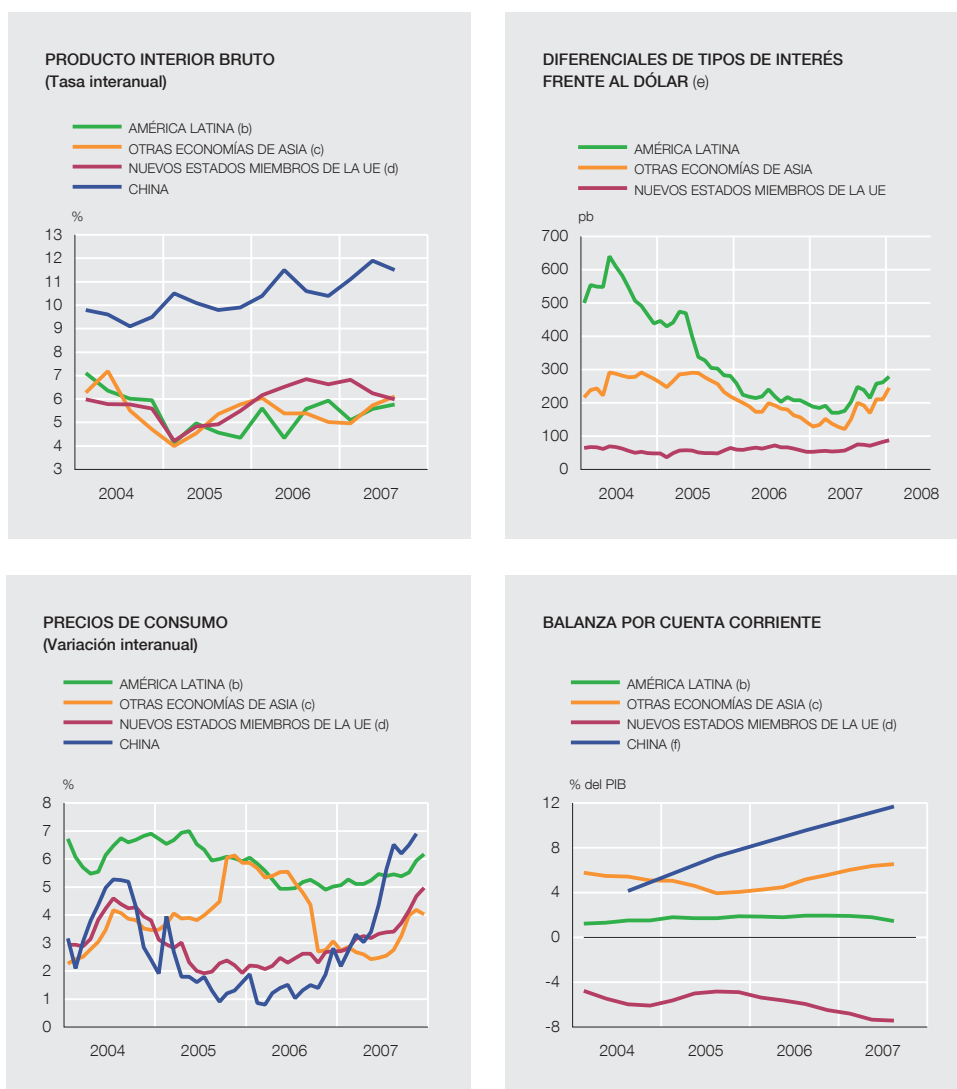 PRODUCTO INTERIOR BRUTO
(Tasa interanual)
AMÉRICA LATINA (b)
OTRAS ECONOMÍAS DE ASIA (c)
NUEVOS ESTADOS MIEMBROS DE LA UE (d)
CHINA
%
13
12
11
10
9
8
7
6
5
4
3
2004 2005 2006 2007
DIFERENCIALES DE TIPOS DE INTERÉS
FRENTE AL DÓLAR (e)
AMÉRICA LATINA
OTRAS ECONOMÍAS DE ASIA
NUEVOS ESTADOS MIEMBROS DE LA UE
pb
700
600
500
400
300
200
100
0
2004 2005 2006 2007 2008
PRECIOS DE CONSUMO
(Variación interanual)
AMÉRICA LATINA (b)
OTRAS ECONOMÍAS DE ASIA (c)
NUEVOS ESTADOS MIEMBROS DE LA UE (d)
CHINA
%
8
7
6
5
4
3
2
1
0
2004 2005 2006 2007
BALANZA POR CUENTA CORRIENTE
AMÉRICA LATINA (b)
OTRAS ECONOMÍAS DE ASIA (c)
NUEVOS ESTADOS MIEMBROS DE LA UE (d)
CHINA (f)
% del PIB
12
8
4
0
-4
-8
2004 2005 2006 2007